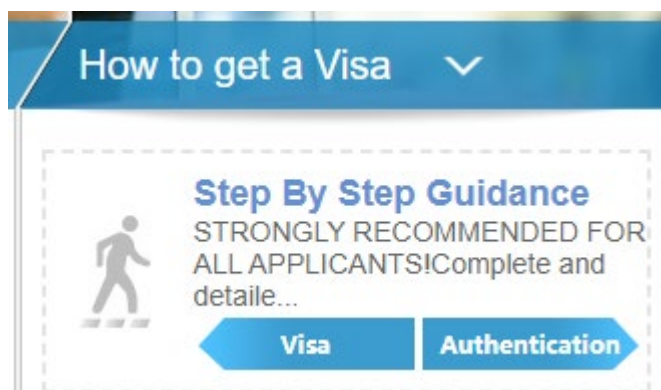 How to get a Visa
Step By Step Guidance
STRONGLY RECOMMENDED FOR
ALL APPLICANTS!Complete and
detaile...
Visa
Authentication